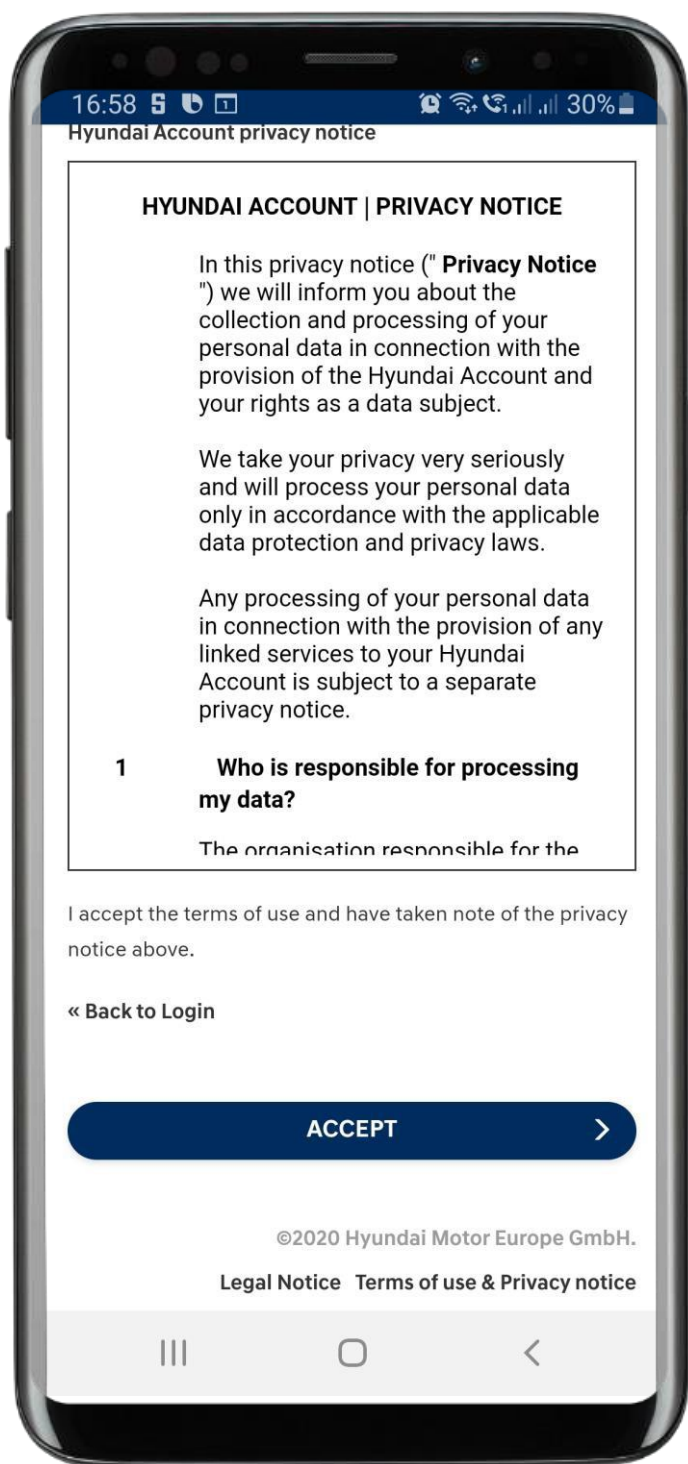 16:58 30%
Hyundai Account privacy notice
HYUNDAI ACCOUNT | PRIVACY NOTICE
In this privacy notice (" Privacy Notice
") we will inform you about the
collection and processing of your
personal data in connection with the
provision of the Hyundai Account and
your rights as a data subject.
We take your privacy very seriously
and will process your personal data
only in accordance with the applicable
data protection and privacy laws.
Any processing of your personal data
in connection with the provision of any
linked services to your Hyundai
Account is subject to a separate
privacy notice.
1 Who is responsible for processing
my data?
The organisation responsible for the
I accept the terms of use and have taken note of the privacy
notice above.
« Back to Login
ACCEPT
©2020 Hyundai Motor Europe GmbH.
Legal Notice Terms of use & Privacy notice